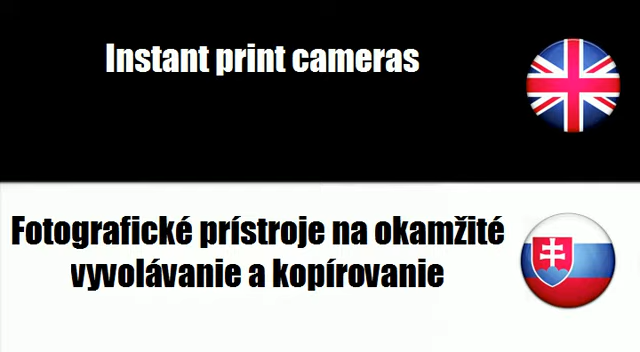 Instant print cameras
Fotografické prístroje na okamžité
vyvolávanie a kopírovanie